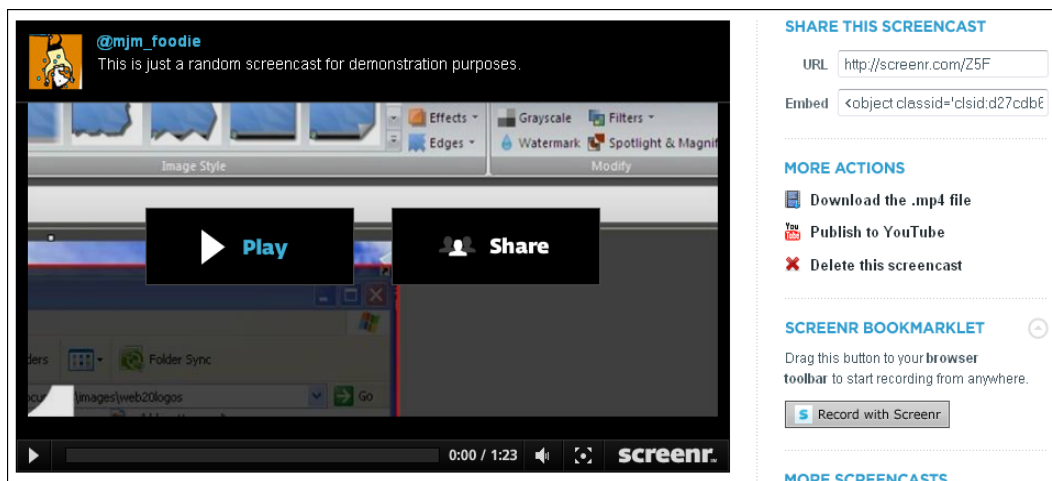 @mjm_foodie
This is just a random screencast for demonstration purposes.
Effects
Edges
Grayscale
Filters
Watermark
Spotlight & Magnif
Image Style
Modify
Play
Share
ders
Folder Sync
\images\web20logos
Go
0:00 / 1:23
screenr
SHARE THIS SCREENCAST
URL http://screenr.com/Z5F
Embed <object classid='clsid:d27cdb6
MORE ACTIONS
Download the .mp4 file
You Tube Publish to YouTube
Delete this screencast
SCREENR BOOKMARKLET
Drag this button to your browser
toolbar to start recording from anywhere.
S Record with Screenr
MORE SCREENCASTS